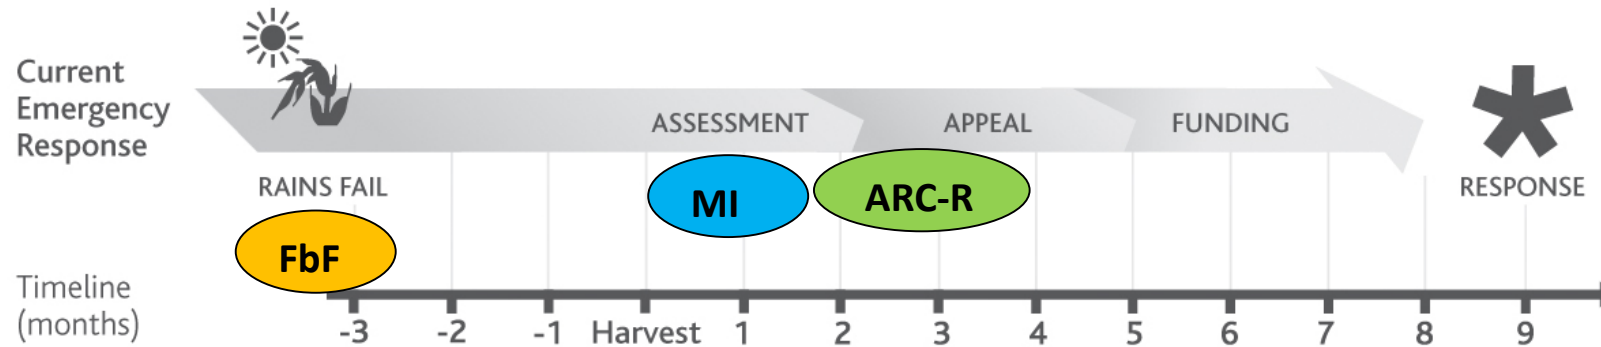 Current
Emergency
Response
ASSESSMENT APPEAL FUNDING
RAINS FAIL
MI
ARC-R
RESPONSE
FbF
Timeline
(months)
-3 -2 -1 Harvest 1 2 3 4 5 6 7 8 9